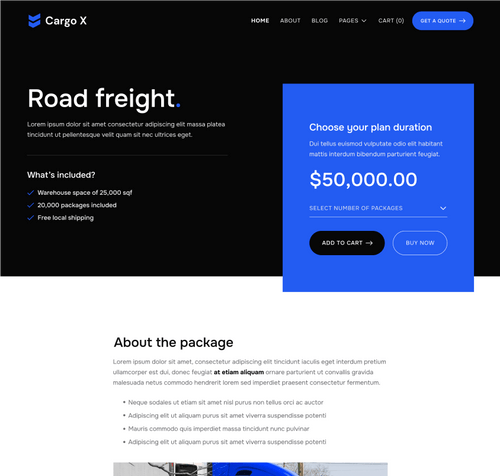 Cargo X
HOME ABOUT BLOG PAGES CART (0) GET A QUOTE
Road freight.
Lorem ipsum dolor sit amet consectetur adipiscing elit massa platea
tincidunt ut pellentesque velit quam sit nec ultrices eget.
What's included?
Warehouse space of 25,000 sqf
20,000 packages included
Free local shipping
Choose your plan duration
Dui tellus euismod vulputate odio elit habitant
mattis interdum bibendum parturient feugiat.
$50,000.00
SELECT NUMBER OF PACKAGES
ADD TO CART BUY NOW
About the package
Lorem ipsum dolor sit amet, consectetur adipiscing elit tincidunt iaculis eget interdum pretium
ullamcorper est dui, donec feugiat at etiam aliquam ornare parturient ut convallis gravida
malesuada netus commodo hendrerit lorem sed imperdiet praesent consectetur fermentum.
Neque sodales ut etiam sit amet nisl purus non tellus orci ac auctor
Adipiscing elit ut aliquam purus sit amet viverra suspendisse potenti
Mauris commodo quis imperdiet massa tincidunt nunc pulvinar
Adipiscing elit ut aliquam purus sit amet viverra suspendisse potenti